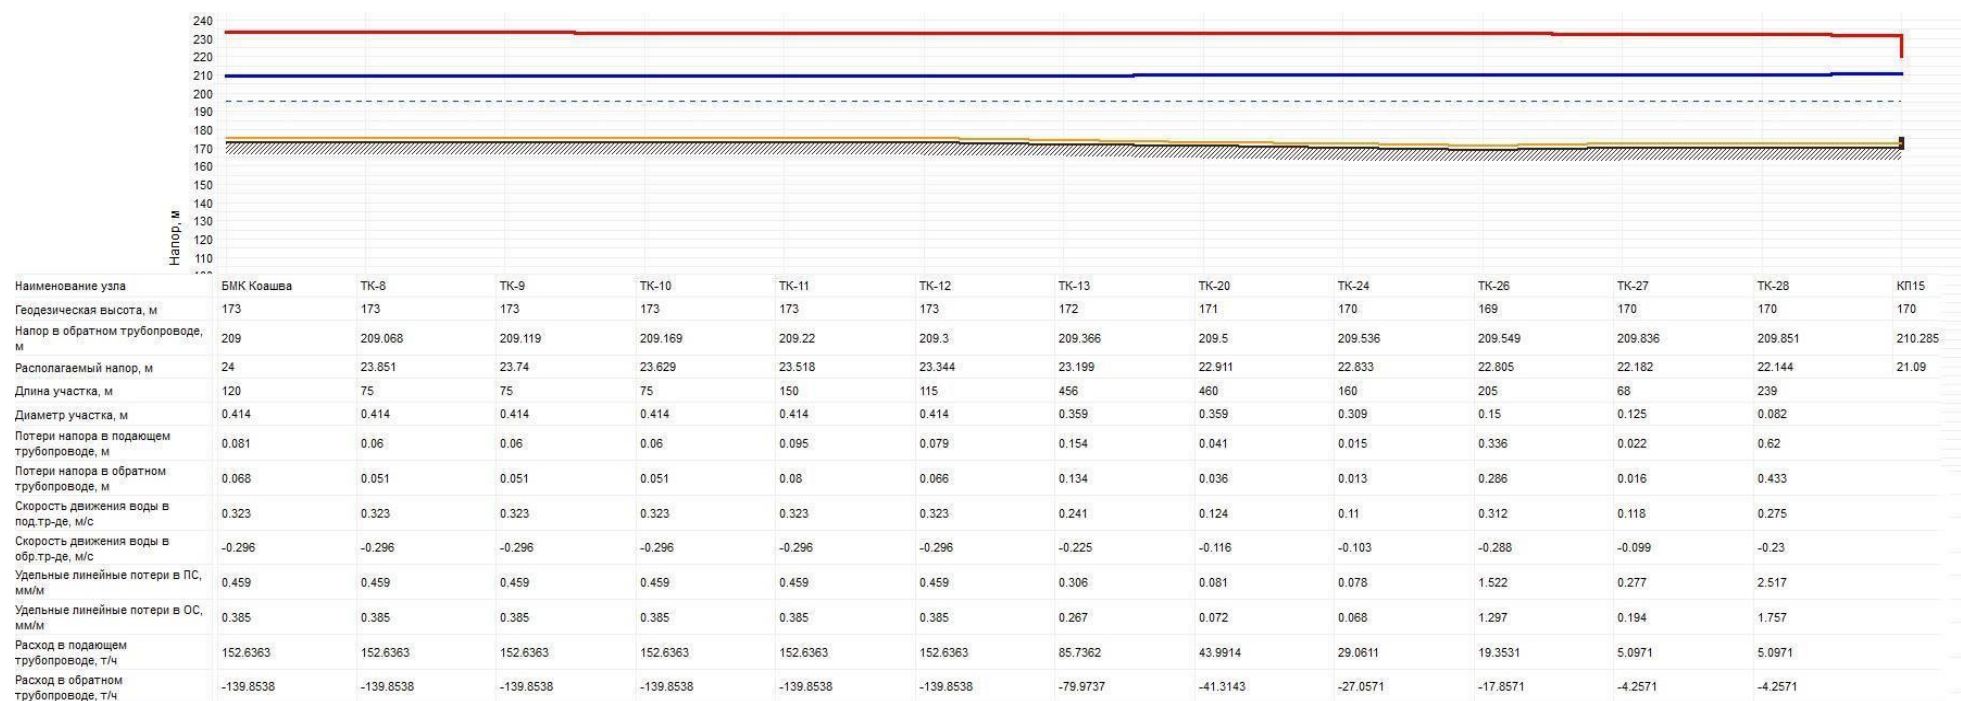 240
230
220
210
200
190
180
170
160
150
140
130
120
110
Напор, м
Наименование узла БМК Коашва ТК-8 ТК-9 ТК-10 ТК-11 ТК-12 ТК-13 ТК-20 ТК-24 ТК-26 ТК-27 ТК-28 КП15
Геодезическая высота, м 173 173 173 173 173 173 172 171 170 169 170 170 170
Напор в обратном трубопроводе,
м 209 209.068 209.119 209.169 209.22 209.3 209.366 209.5 209.536 209.549 209.836 209.851 210.285
Располагаемый напор, м 24 23.851 23.74 23.629 23.518 23.344 23.199 22.911 22.833 22.805 22.182 22.144 21.09
Длина участка, м 120 75 75 75 150 115 456 460 160 205 68 239
Диаметр участка, м 0.414 0.414 0.414 0.414 0.414 0.414 0.359 0.359 0.309 0.15 0.125 0.082
Потери напора в подающем
трубопроводе, м 0.081 0.06 0.06 0.06 0.095 0.079 0.154 0.041 0.015 0.336 0.022 0.62
Потери напора в обратном
трубопроводе, м 0.068 0.051 0.051 0.051 0.08 0.066 0.134 0.036 0.013 0.286 0.016 0.433
Скорость движения воды в
под.тр-де, м/с 0.323 0.323 0.323 0.323 0.323 0.323 0.241 0.124 0.11 0.312 0.118 0.275
Скорость движения воды в
обр.тр-де, м/с -0.296 -0.296 -0.296 -0.296 -0.296 -0.296 -0.225 -0.116 -0.103 -0.288 -0.099 -0.23
Удельные линейные потери в ПС,
мм/м 0.459 0.459 0.459 0.459 0.459 0.459 0.306 0.081 0.078 1.522 0.277 2.517
Удельные линейные потери в ОС,
мм/м 0.385 0.385 0.385 0.385 0.385 0.385 0.267 0.072 0.068 1.297 0.194 1.757
Расход в подающем
трубопроводе, т/ч 152.6363 152.6363 152.6363 152.6363 152.6363 152.6363 85.7362 43.9914 29.0611 19.3531 5.0971 5.0971
Расход в обратном
трубопроводе, т/ч -139.8538 -139.8538 -139.8538 -139.8538 -139.8538 -139.8538 -79.9737 -41.3143 -27.0571 -17.8571 -4.2571 -4.2571